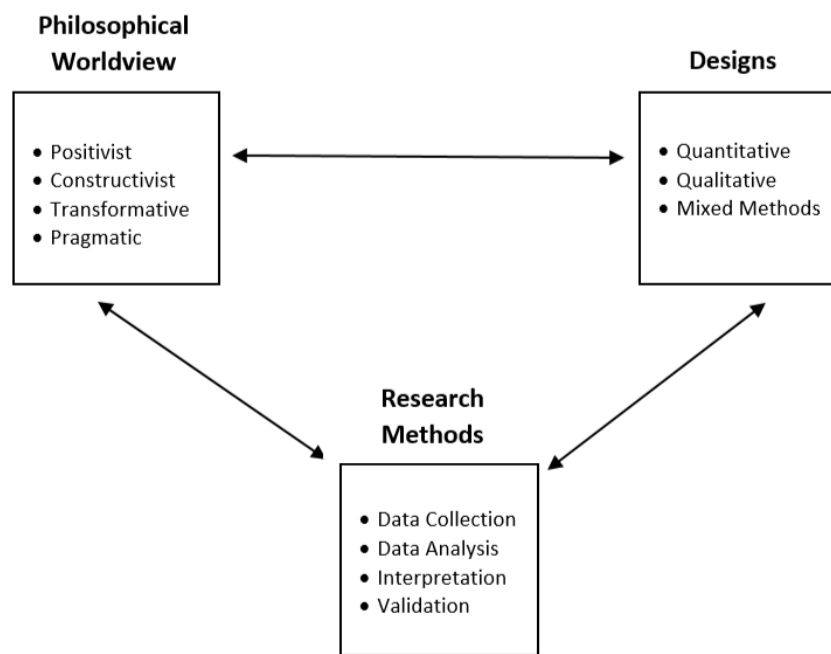 Philosophical
Worldview
• Positivist
• Constructivist
• Transformative
• Pragmatic
Designs
• Quantitative
• Qualitative
• Mixed Methods
Research
Methods
• Data Collection
• Data Analysis
• Interpretation
• Validation